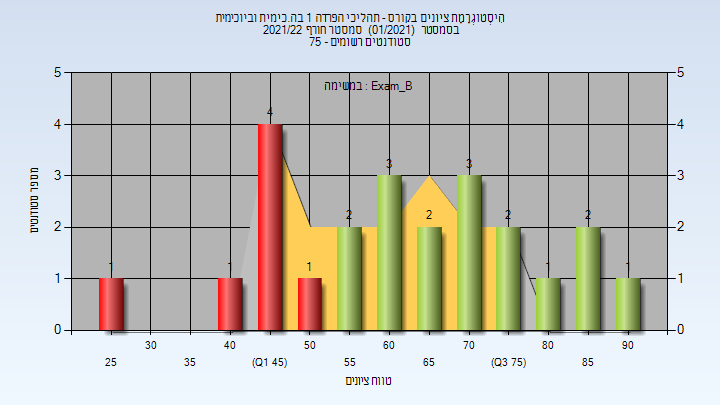 הִיסְטוֹגְרָמַת ציונים בקורס - תהליכי הפרדה 1 בה.כימית וביוכימית
בסמסטר (01/2021) סמסטר חורף 2021/22
סטודנטים רשומים - 75
במשימה : Exam_B
מספר סטודנטים
5 5
4 4
3 3
2 2
1 1
0 0
1 1 4 1 2 3 2 3 2 1 2 1
30 40 50 60 70 80 90
25 35 (Q1 45) 55 65 (Q3 75) 85
טווח ציונים